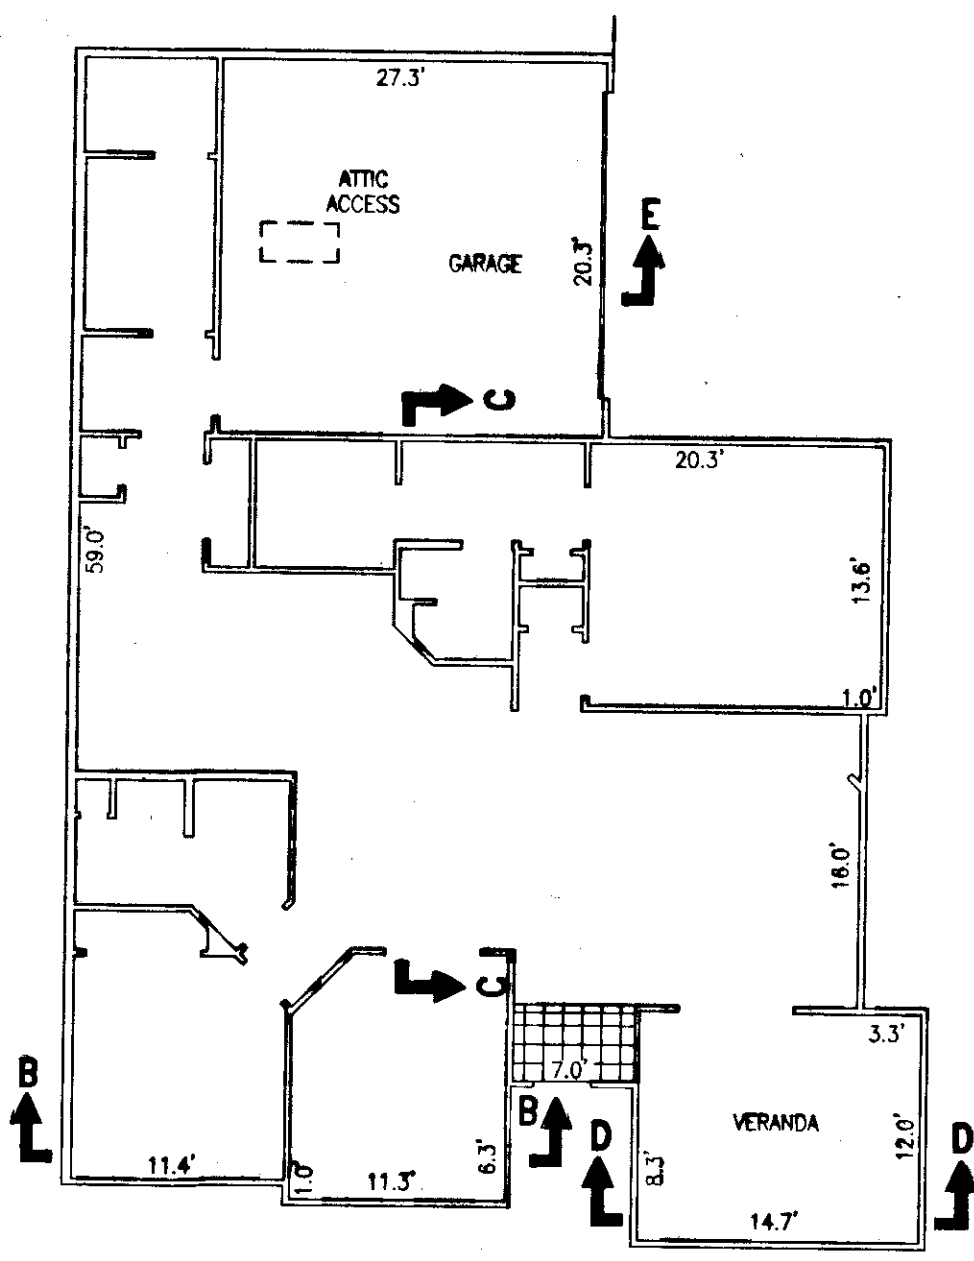 27.3'
ATTIC
ACCESS
E
20.3'
GARAGE
C
20.3'
59.0'
13.6'
1.0'
16.0'
C
3.3'
B
7.0'
B
VERANDA
D
D
12.0'
6.3'
8.3'
11.4'
1.0'
11.3'
14.7'